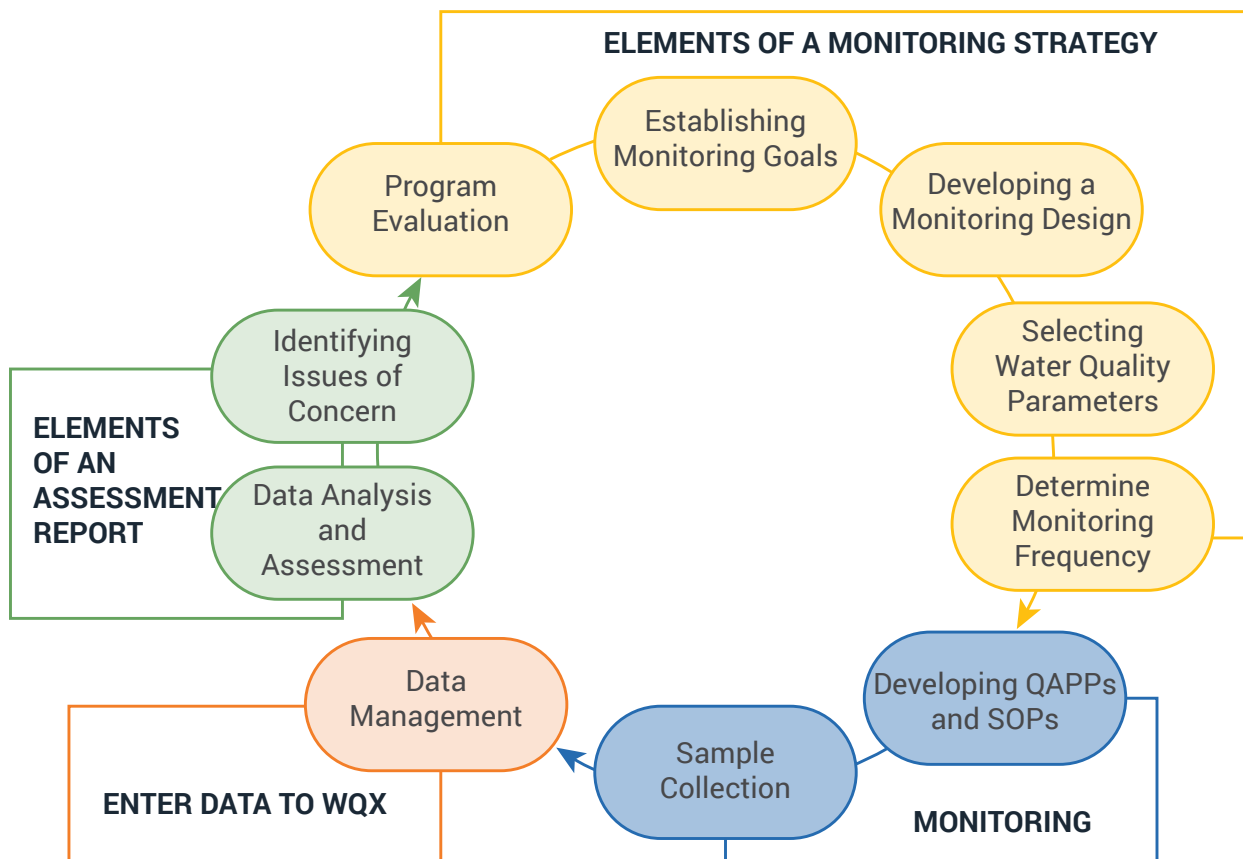 ELEMENTS OF A MONITORING STRATEGY
Establishing
Monitoring Goals
Program
Evaluation
Developing a
Monitoring Design
Identifying
Issues of
Concern
Selecting
Water Quality
Parameters
ELEMENTS
OF AN
ASSESSMENT
REPORT
Data Analysis
and
Assessment
Determine
Monitoring
Frequency
Data
Management
Developing QAPPs
and SOPs
Sample
Collection
ENTER DATA TO WQX
MONITORING